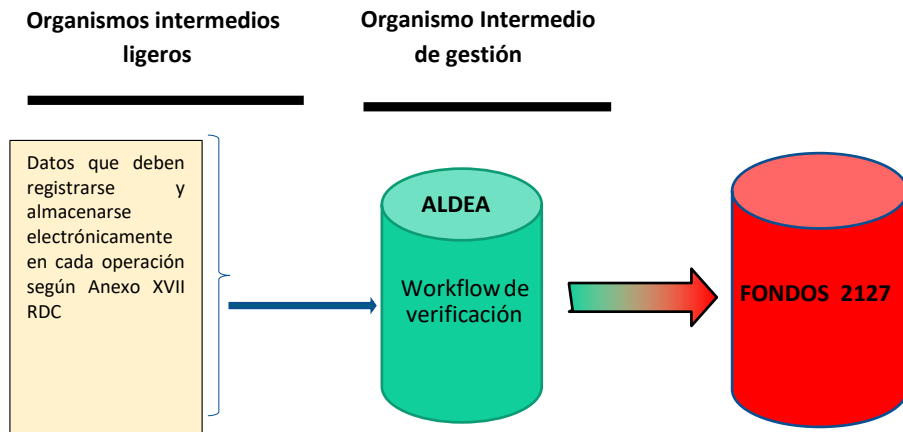 Organismos intermedios
ligeros
Organismo Intermedio
de gestión
Datos que deben
registrarse y
almacenarse
electrónicamente
en cada operación
según Anexo XVII
RDC
ALDEA
Workflow de
verificación
FONDOS 2127